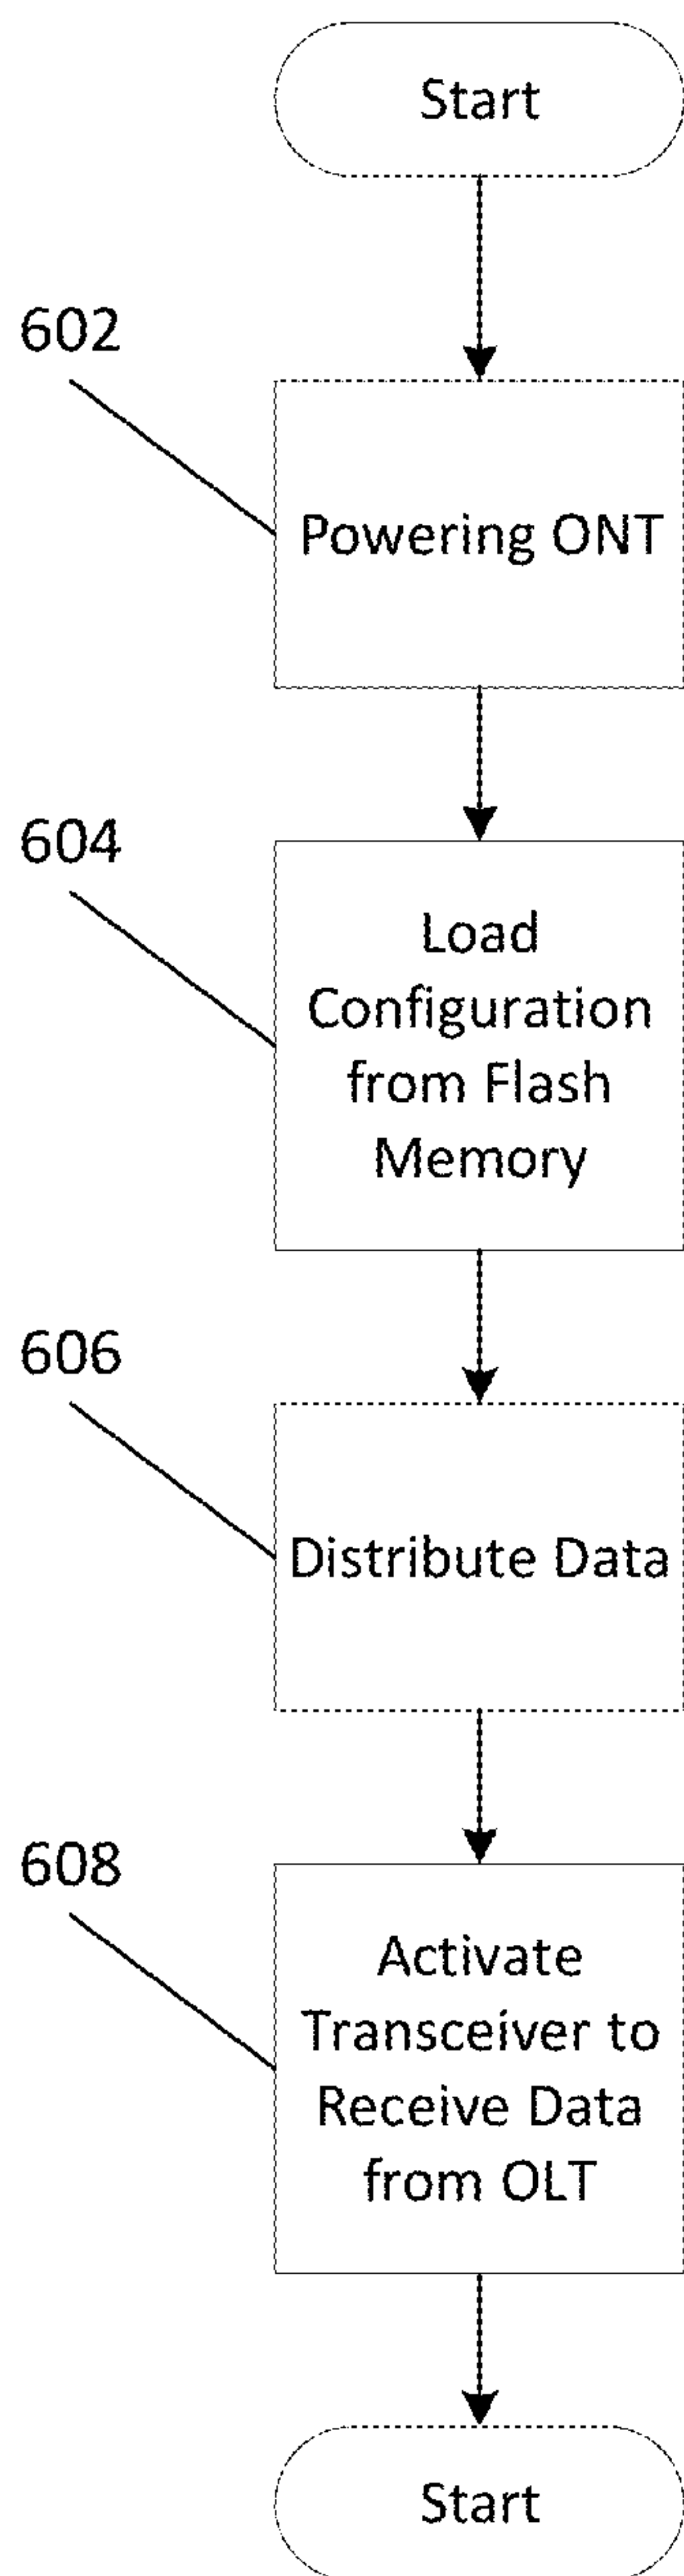 Start
602
Powering ONT
604
Load
Configuration
from Flash
Memory
606
Distribute Data
608
Activate
Transceiver to
Receive Data
from OLT
Start